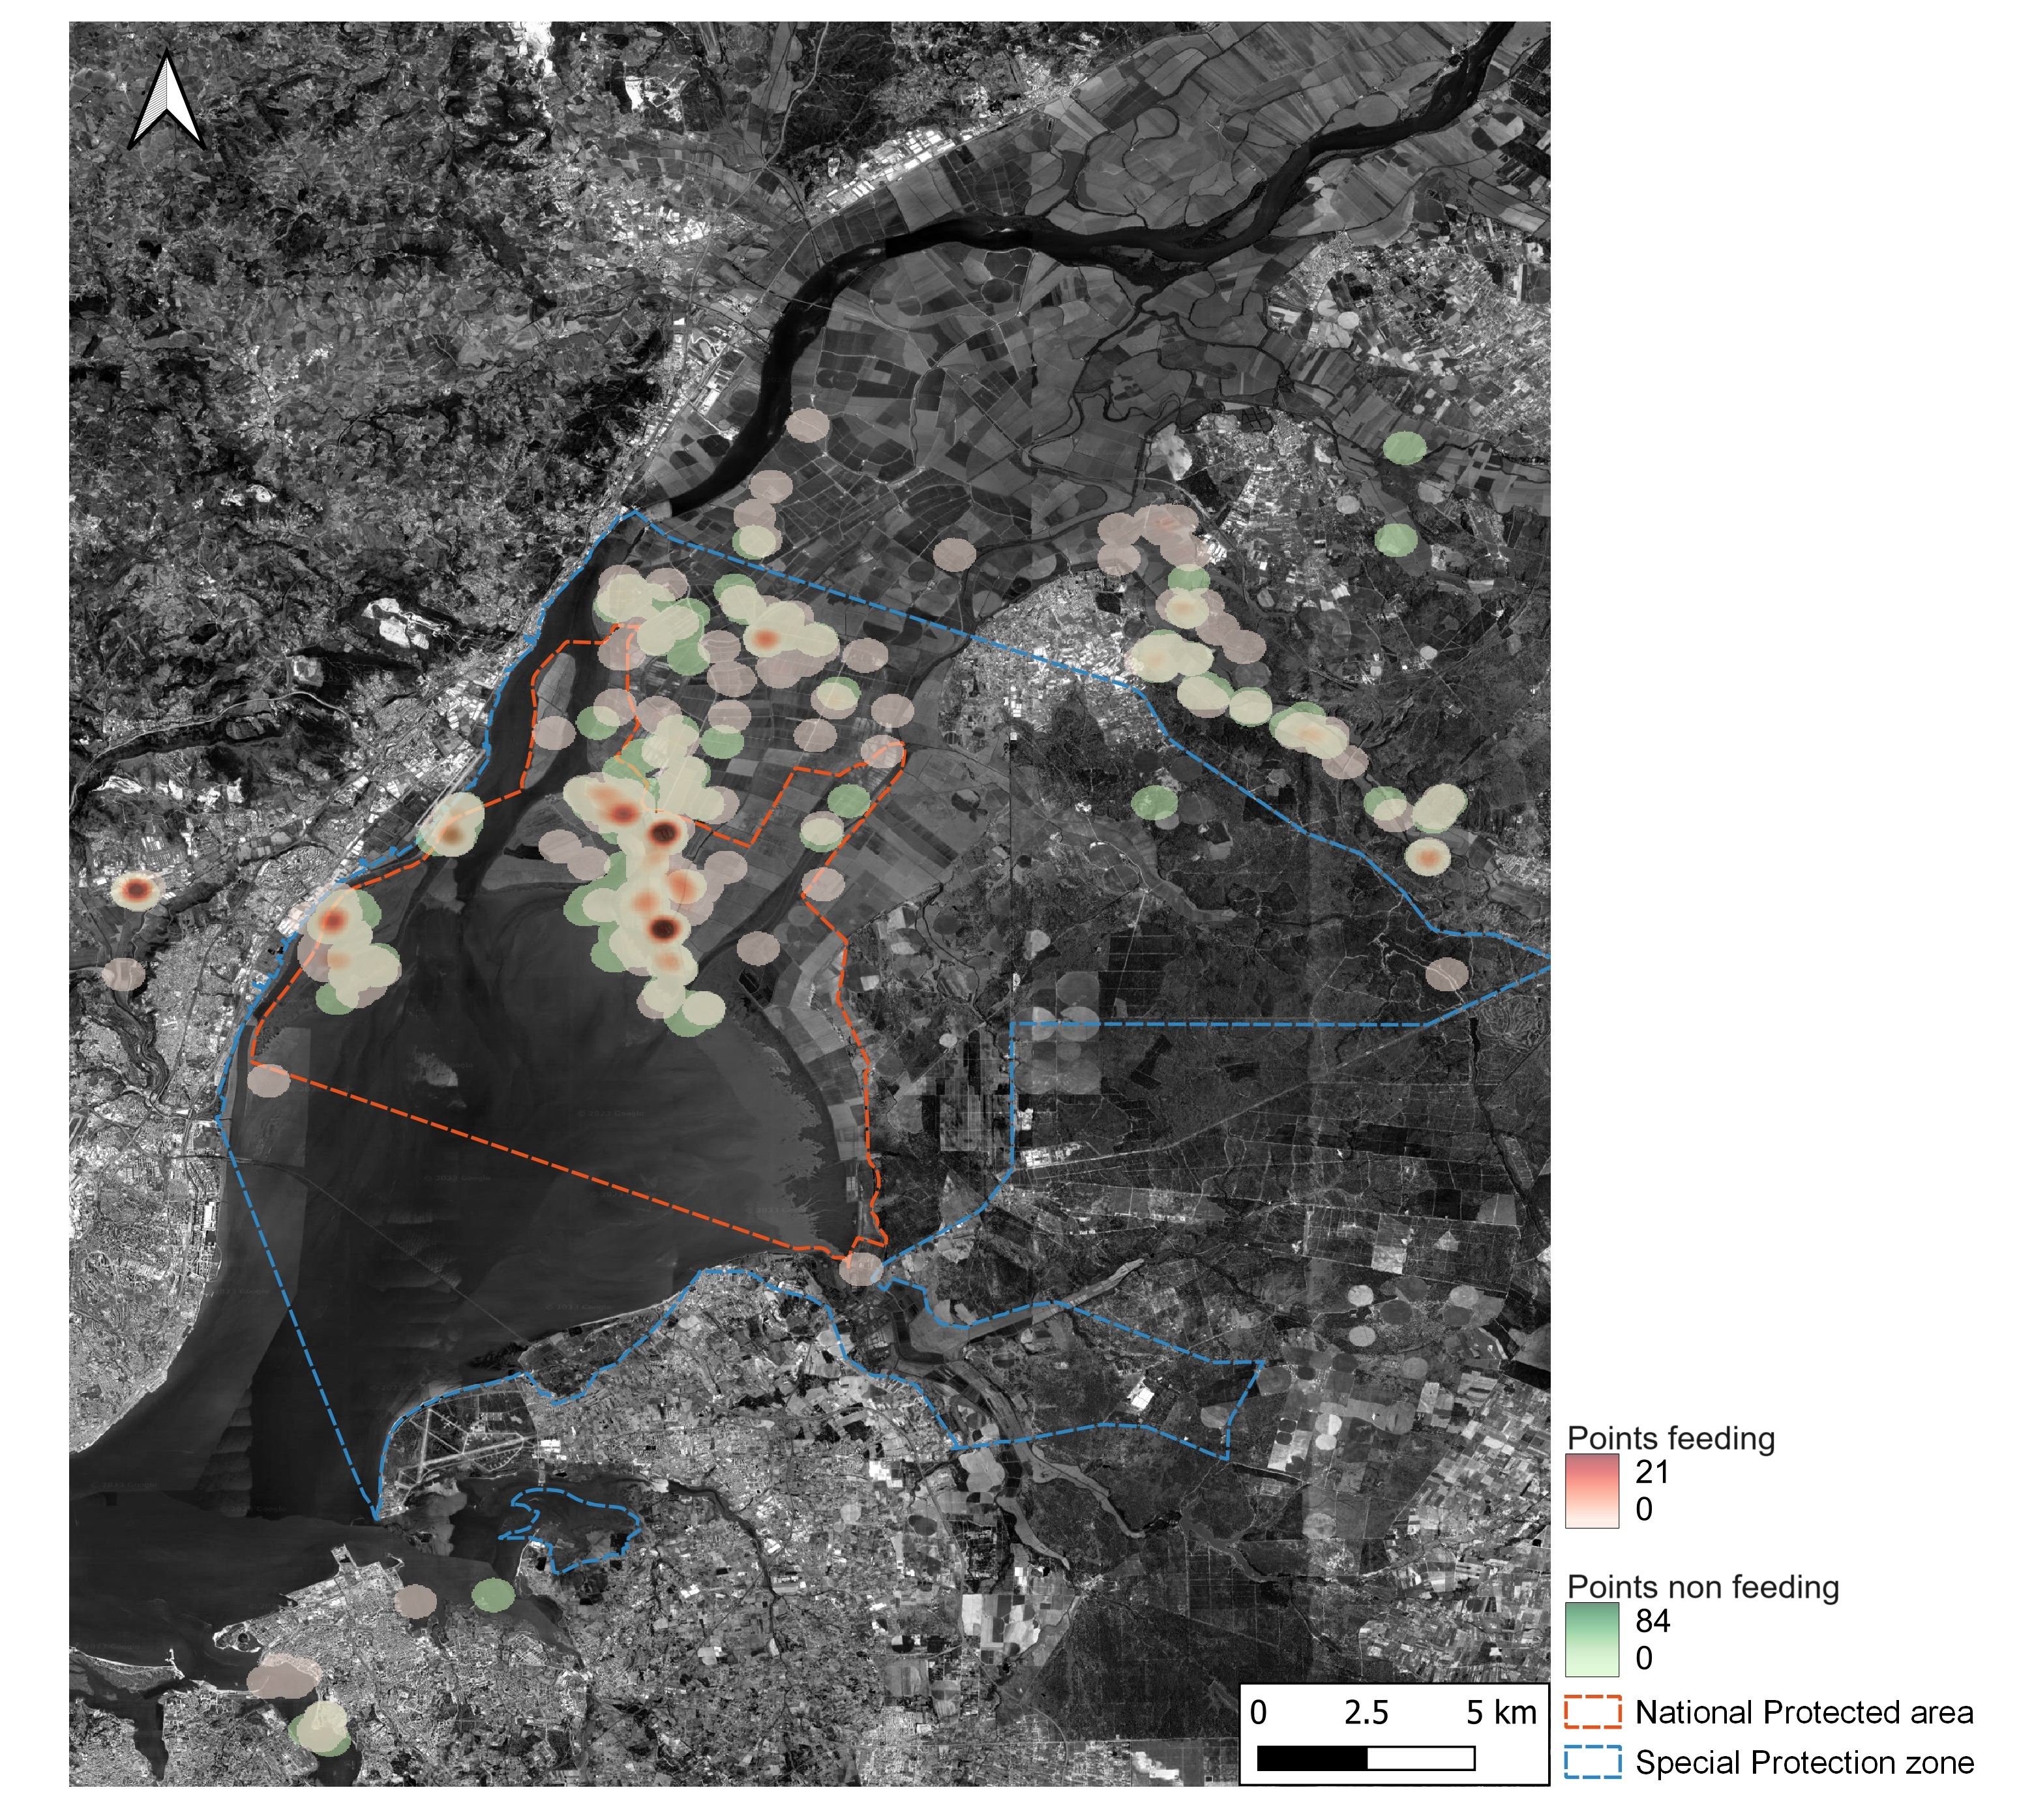 Points feeding
21
0
Points non feeding
84
0
National Protected area
Special Protection zone
0 2.5 5 km